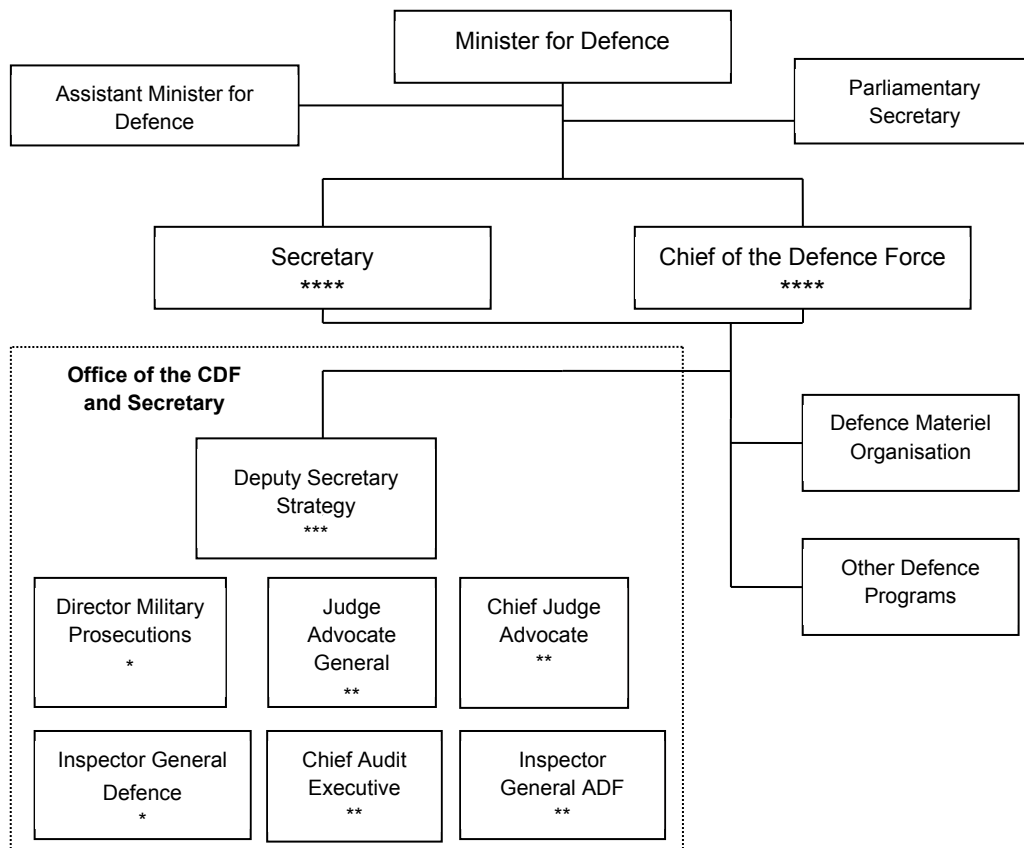 Minister for Defence
Assistant Minister for
Defence
Parliamentary
Secretary
Secretary
****
Chief of the Defence Force
****
Office of the CDF
and Secretary
Deputy Secretary
Strategy
***
Defence Materiel
Organisation
Other Defence
Programs
Director Military
Prosecutions
*
Judge
Advocate
General
**
Chief Judge
Advocate
**
Inspector General
Defence
*
Chief Audit
Executive
**
Inspector
General ADF
**